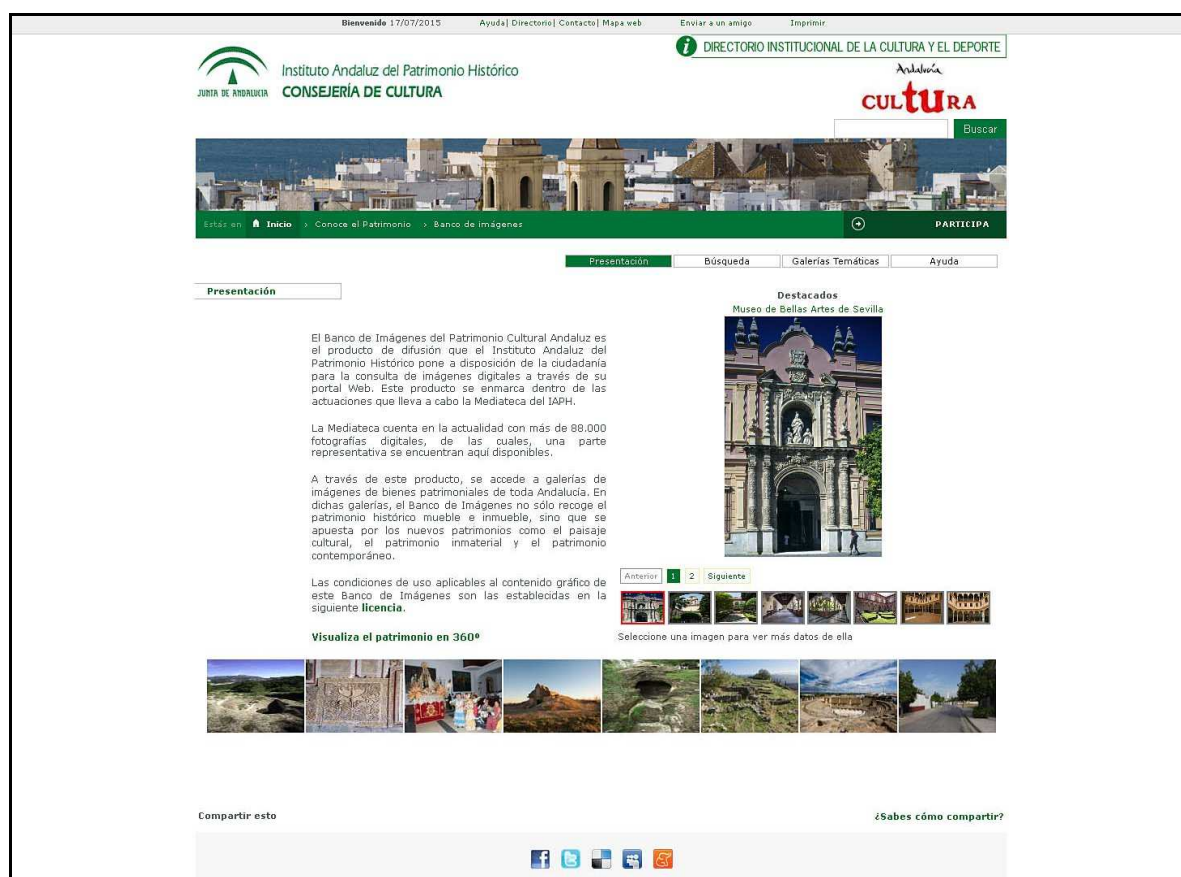 Bienvenido 17/07/2015 Ayuda| Directorio| Contacto| Mapa web Enviar a un amigo Imprimir
i DIRECTORIO INSTITUCIONAL DE LA CULTURA Y EL DEPORTE
JUNTA DE ANDALUCIA
Instituto Andaluz del Patrimonio Histórico
CONSEJERÍA DE CULTURA
Andalucía
CULtURA
Buscar
Estás en Inicio > Conoce el Patrimonio > Banco de imágenes
PARTICIPA
Presentación Búsqueda Galerías Temáticas Ayuda
Presentación
El Banco de Imágenes del Patrimonio Cultural Andaluz es
el producto de difusión que el Instituto Andaluz del
Patrimonio Histórico pone a disposición de la ciudadanía
para la consulta de imágenes digitales a través de su
portal Web. Este producto se enmarca dentro de las
actuaciones que lleva a cabo la Mediateca del IAPH.
La Mediateca cuenta en la actualidad con más de 88.000
fotografías digitales, de las cuales, una parte
representativa se encuentran aquí disponibles.
A través de este producto, se accede a galerías de
imágenes de bienes patrimoniales de toda Andalucía. En
dichas galerías, el Banco de Imágenes no sólo recoge el
patrimonio histórico mueble e inmueble, sino que se
apuesta por los nuevos patrimonios como el paisaje
cultural, el patrimonio inmaterial y el patrimonio
contemporáneo.
Las condiciones de uso aplicables al contenido gráfico de
este Banco de Imágenes son las establecidas en la
siguiente licencia.
Visualiza el patrimonio en 360º
Destacados
Museo de Bellas Artes de Sevilla
Anterior 1 2 Siguiente
Seleccione una imagen para ver más datos de ella
Compartir esto
¿Sabes cómo compartir?